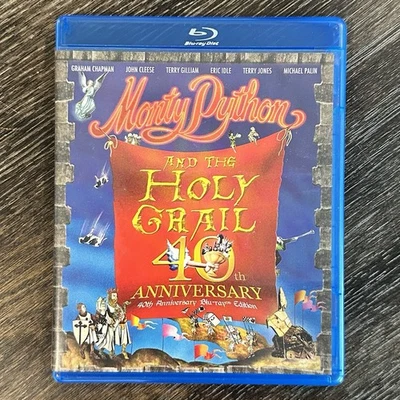 Blu-ray Disc
GRAHAM CHAPMAN JOHN CLEESE TERRY GILLIAM ERIC IDLE TERRY JONES MICHAEL PALIN
Monty Python
AND THE
HOLY
GRAIL
40th
ANNIVERSARY
40th Anniversary Blu-ray™ Edition